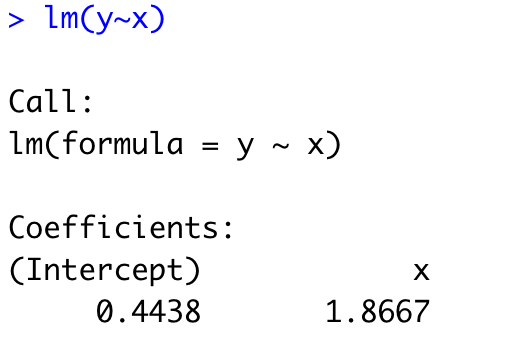 > lm(y~x)
Call:
lm(formula = y ~ x)
Coefficients:
(Intercept) x
0.4438 1.8667